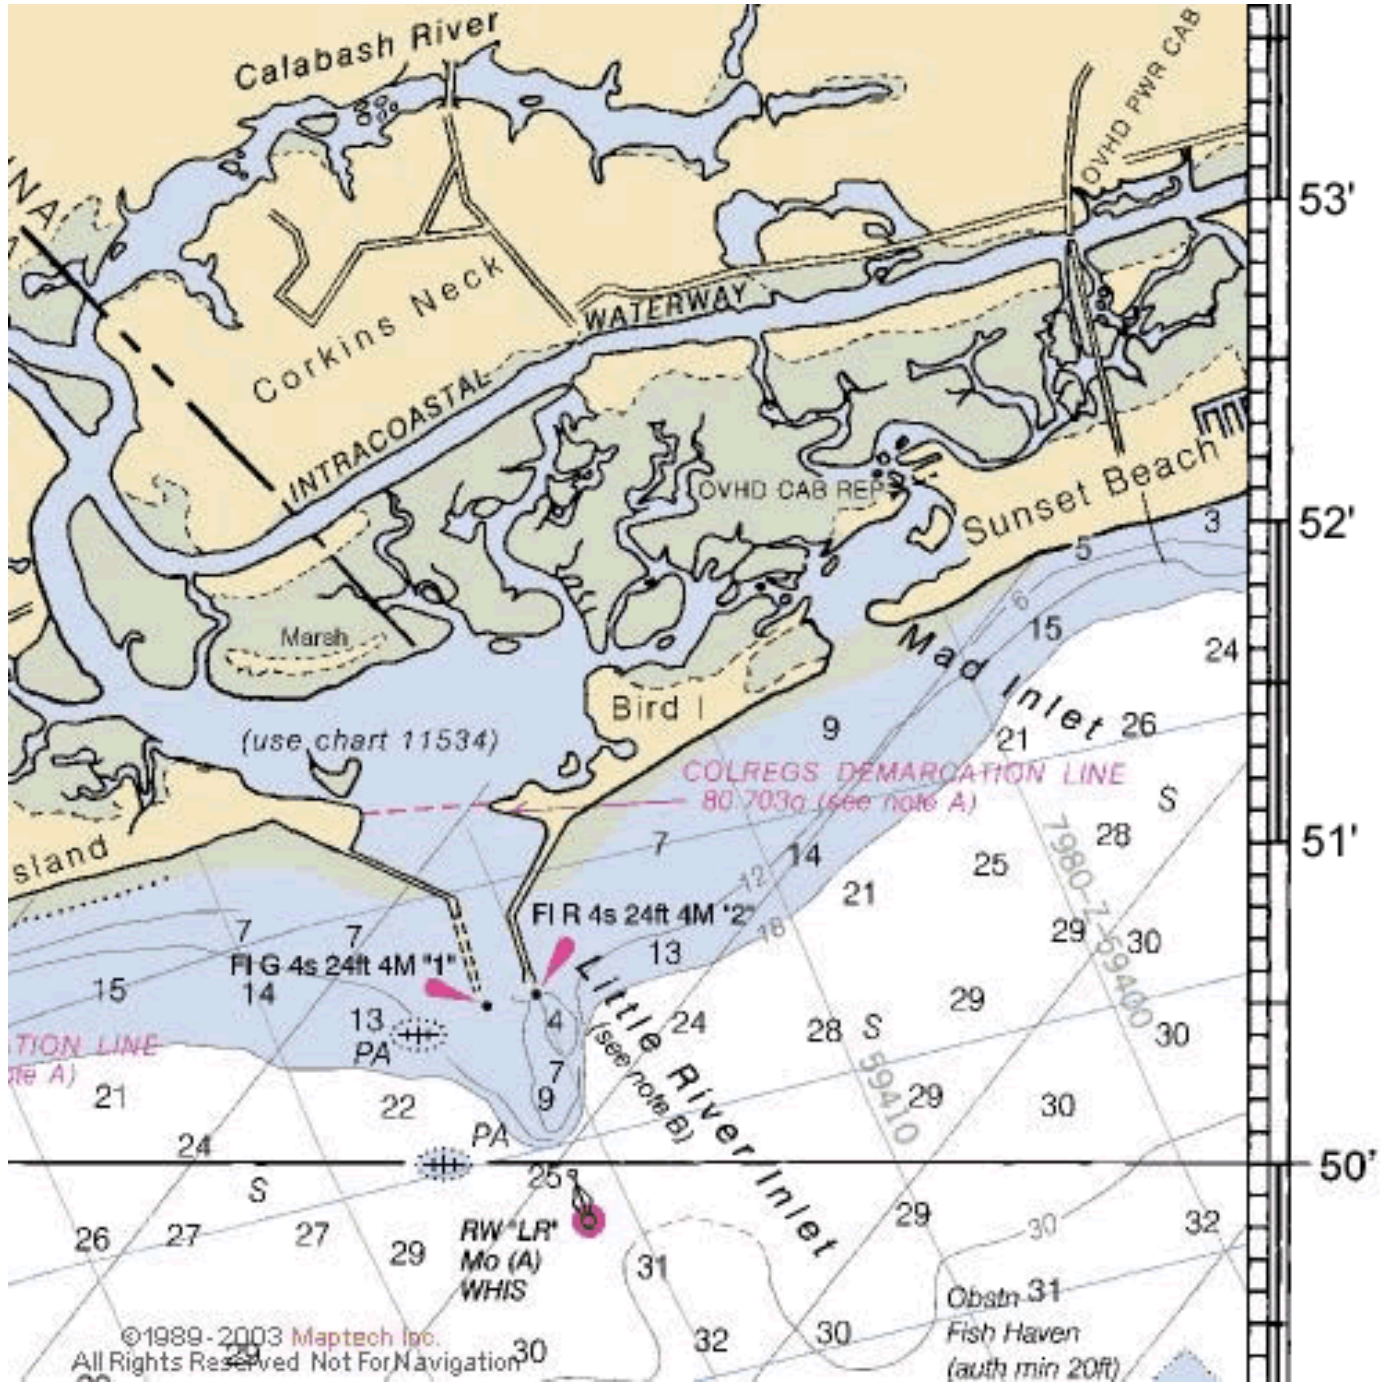 Calabash River
OVHD PWR CAB
NA
53'
Corkins Neck
INTRACOASTAL
WATERWAY
OVHD CAB REP
Sunset Beach
52'
3
5
6
15
24
Marsh
Mad Inlet
Bird I
(use chart 11534)
9
21
26
COLREGS DEMARCATION LINE
80.703a (see note A)
S
7
28
51'
sland
14
25
12
7980-Z-59400
21
FI R 4s 24ft 4M "2"
18
7
7
29
30
FI G 4s 24ft 4M "1"
13
15
14
29
Little River Inlet
(see note B)
13
PA
4
24
28
S
30
TION LINE
ote A)
59410
7
21
22
9
29
30
24
PA
50'
25
S
RW "LR"
Mo (A)
WHIS
26
27
27
29
29
30
32
31
Obstn
31
Fish Haven
(auth min 20ft)
©1989-2003 Maptech Inc.
All Rights Reserved Not For Navigation
29
30
32
30